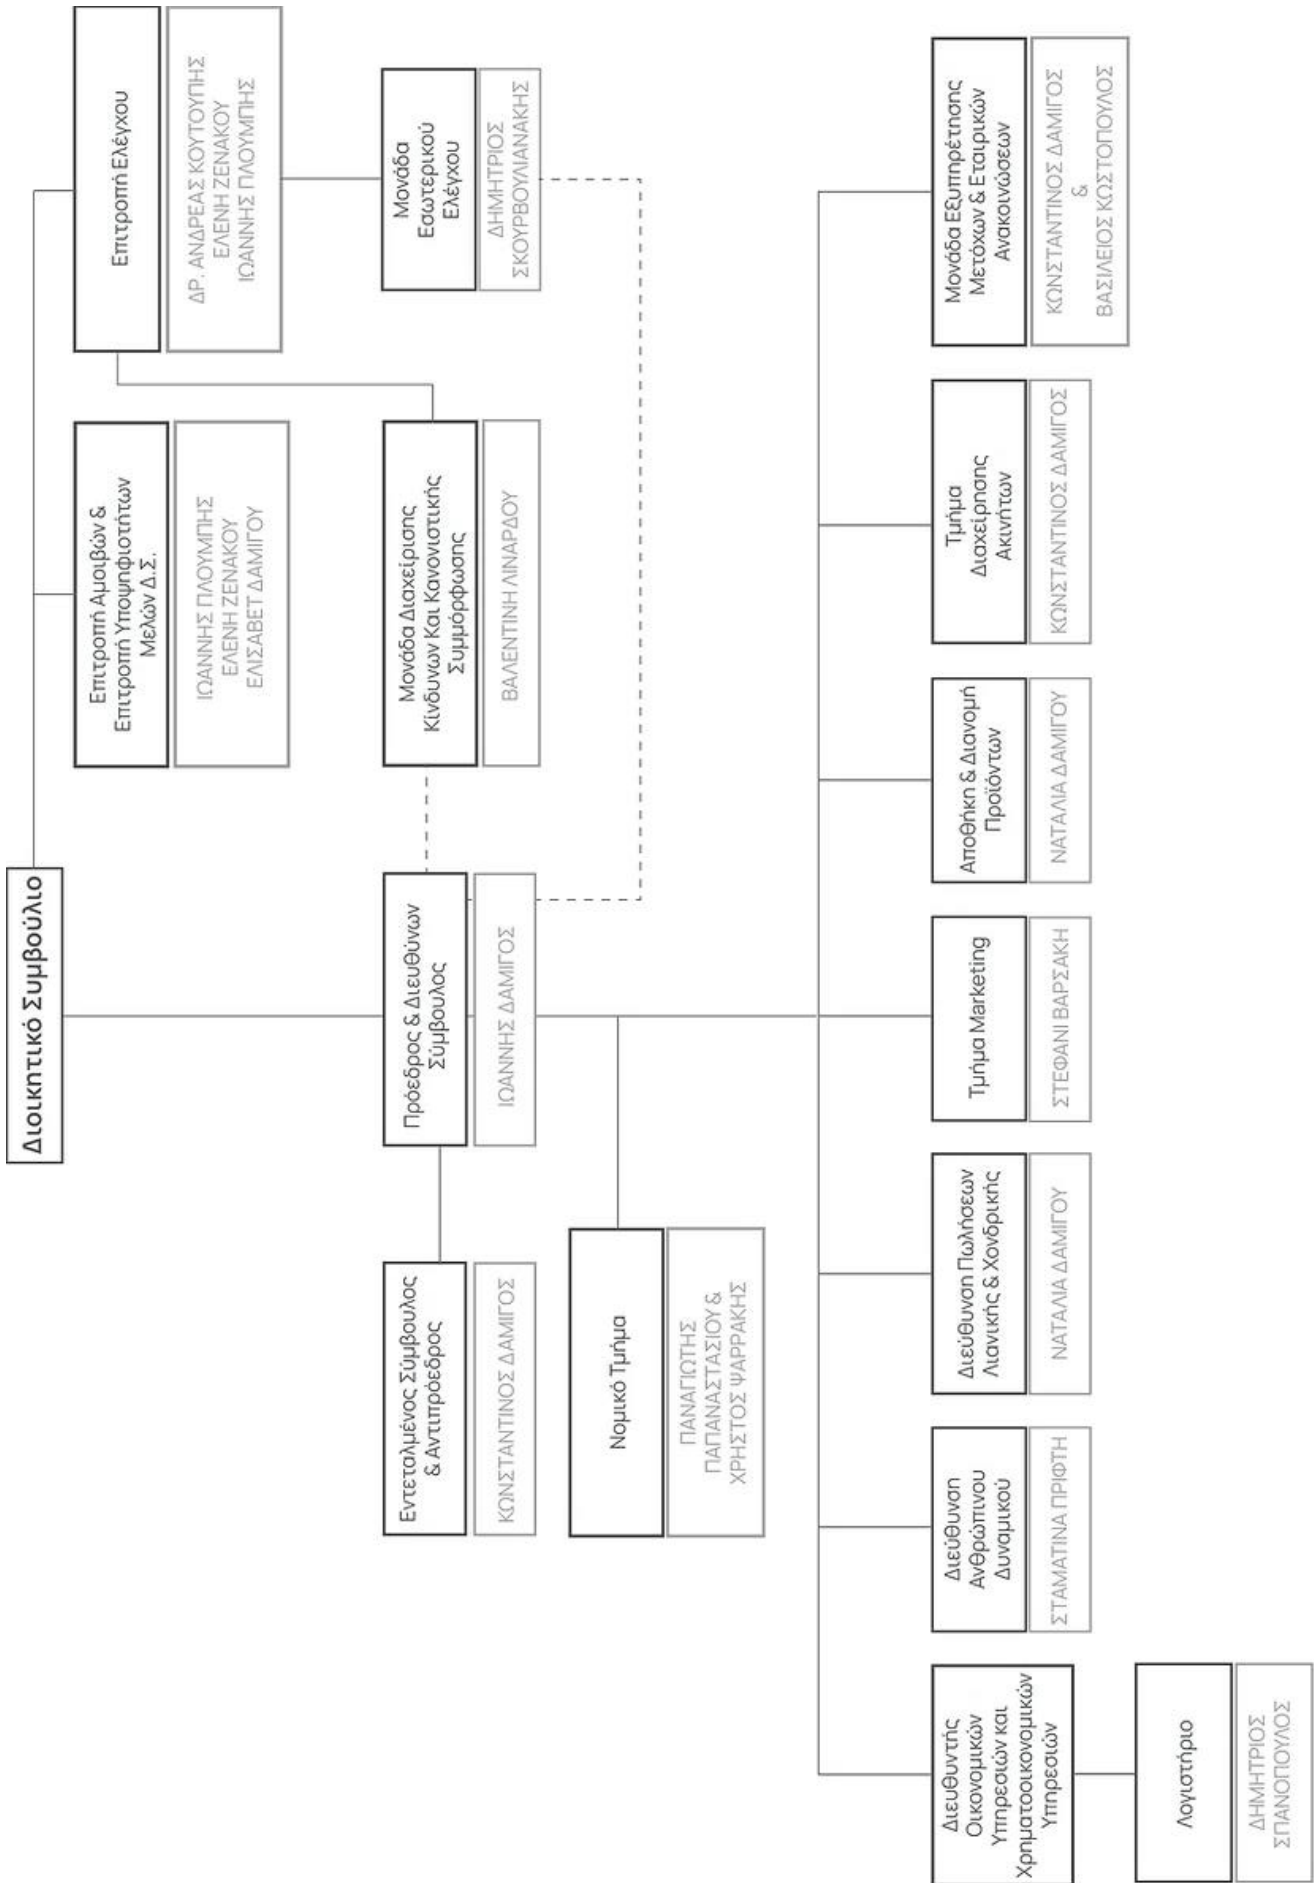 Διοικητικό Συμβούλιο
Επιτροπή Αμοιβών &
Επιτροπή Υποψηφιοτήτων
Μελών Δ.Σ.
ΙΩΑΝΝΗΣ ΠΛΟΥΜΠΗΣ
ΕΛΕΝΗ ΖΕΝΑΚΟΥ
ΕΛΙΣΑΒΕΤ ΔΑΜΙΓΟΥ
Επιτροπή Ελέγχου
ΔΡ. ΑΝΔΡΕΑΣ ΚΟΥΤΟΥΠΗΣ
ΕΛΕΝΗ ΖΕΝΑΚΟΥ
ΙΩΑΝΝΗΣ ΠΛΟΥΜΠΗΣ
Εντεταλμένος Σύμβουλος
& Αντιπρόεδρος
ΚΩΝΣΤΑΝΤΙΝΟΣ ΔΑΜΙΓΟΣ
Πρόεδρος & Διευθύνων
Σύμβουλος
ΙΩΑΝΝΗΣ ΔΑΜΙΓΟΣ
Μονάδα Διαχείρισης
Κίνδυνων Και Κανονιστικής
Συμμόρφωσης
ΒΑΛΕΝΤΙΝΗ ΛΙΝΑΡΔΟΥ
Μονάδα
Εσωτερικού
Ελέγχου
ΔΗΜΗΤΡΙΟΣ
ΣΚΟΥΡΒΟΥΛΙΑΝΑΚΗΣ
Νομικό Τμήμα
ΠΑΝΑΓΙΩΤΗΣ
ΠΑΠΑΝΑΣΤΑΣΙΟΥ &
ΧΡΗΣΤΟΣ ΨΑΡΡΑΚΗΣ
Διευθυντής
Οικονομικών
Υπηρεσιών και
Χρηματοοικονομικών
Υπηρεσιών
Λογιστήριο
ΔΗΜΗΤΡΙΟΣ
ΣΠΑΝΟΠΟΥΛΟΣ
Διεύθυνση
Ανθρώπινου
Δυναμικού
ΣΤΑΜΑΤΙΝΑ ΠΡΙΦΤΗ
Διεύθυνση Πωλήσεων
Λιανικής & Χονδρικής
ΝΑΤΑΛΙΑ ΔΑΜΙΓΟΥ
Τμήμα Marketing
ΣΤΕΦΑΝΙ ΒΑΡΣΑΚΗ
Αποθήκη & Διανομή
Προϊόντων
ΝΑΤΑΛΙΑ ΔΑΜΙΓΟΥ
Τμήμα
Διαχείρησης
Ακινήτων
ΚΩΝΣΤΑΝΤΙΝΟΣ ΔΑΜΙΓΟΣ
Μονάδα Εξυπηρέτησης
Μετόχων & Εταιρικών
Ανακοινώσεων
ΚΩΝΣΤΑΝΤΙΝΟΣ ΔΑΜΙΓΟΣ
&
ΒΑΣΙΛΕΙΟΣ ΚΩΣΤΟΠΟΥΛΟΣ